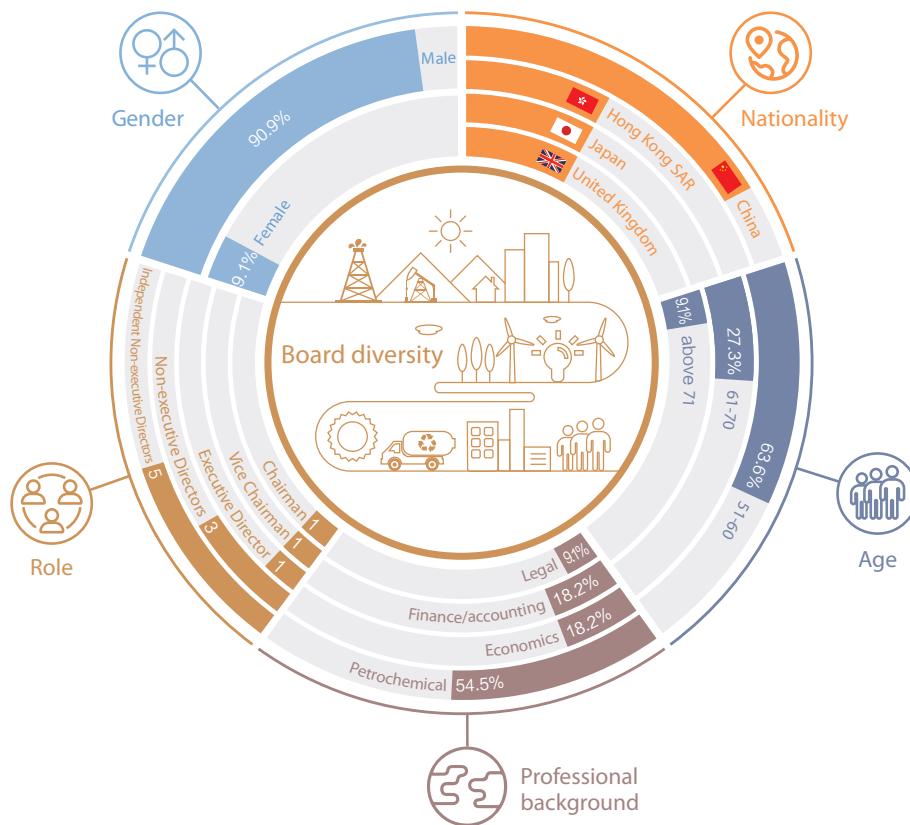 Board diversity
Gender
Male
90.9%
Female
9.1%
Nationality
China
Hong Kong SAR
Japan
United Kingdom
Age
63.6%
51-60
27.3%
61-70
9.1%
above 71
Professional
background
Legal
9.1%
Finance/accounting
18.2%
Economics
18.2%
Petrochemical
54.5%
Role
Chairman
1
Vice Chairman
1
Executive Director
1
Non-executive Directors
3
Independent Non-executive Directors
5